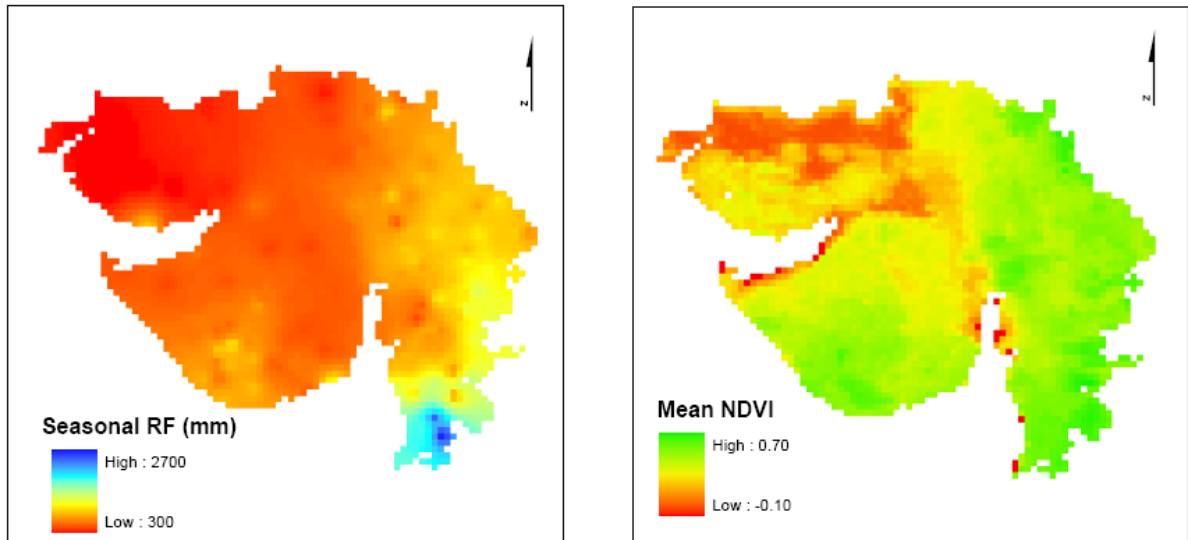 z
Seasonal RF (mm)
High : 2700
Low : 300
z
Mean NDVI
High : 0.70
Low : -0.10